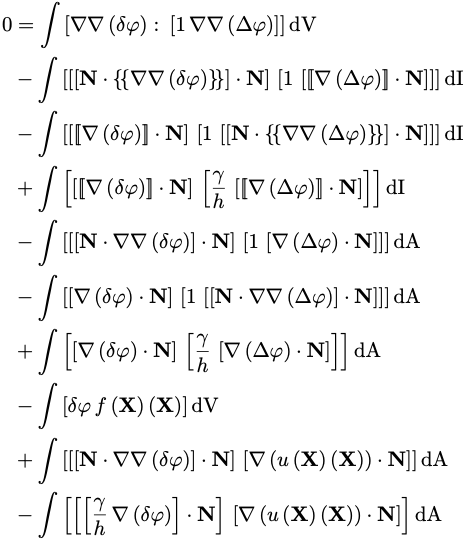 0 = ∫ [∇∇ (δφ) : [1 ∇∇ (Δφ)]] dV
− ∫ [[[N · {{∇∇ (δφ)}}] · N] [1 [⟦∇ (Δφ)⟧ · N]]] dI
− ∫ [[⟦∇ (δφ)⟧ · N] [1 [[N · {{∇∇ (Δφ)}}] · N]]] dI
+ ∫ [[⟦∇ (δφ)⟧ · N] [γ/h [⟦∇ (Δφ)⟧ · N]]] dI
− ∫ [[[N · ∇∇ (δφ)] · N] [1 [∇ (Δφ) · N]]] dA
− ∫ [[∇ (δφ) · N] [1 [[N · ∇∇ (Δφ)] · N]]] dA
+ ∫ [[∇ (δφ) · N] [γ/h [∇ (Δφ) · N]]] dA
− ∫ [δφ f (X) (X)] dV
+ ∫ [[[N · ∇∇ (δφ)] · N] [∇ (u (X) (X)) · N]] dA
− ∫ [[[γ/h ∇ (δφ)] · N] [∇ (u (X) (X)) · N]] dA